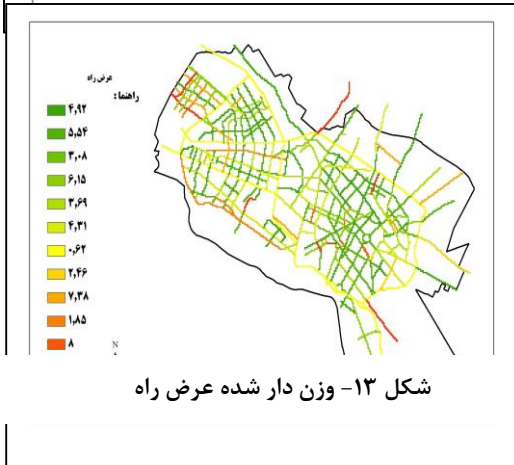 عرض راه
راهنما:
۴,۹۲
۵,۵۴
۳,۰۸
۶,۱۵
۳,۶۹
۴,۳۱
۰,۶۲
۲,۴۶
۷,۳۸
۱,۸۵
۸
N
شکل ۱۳- وزن دار شده عرض راه